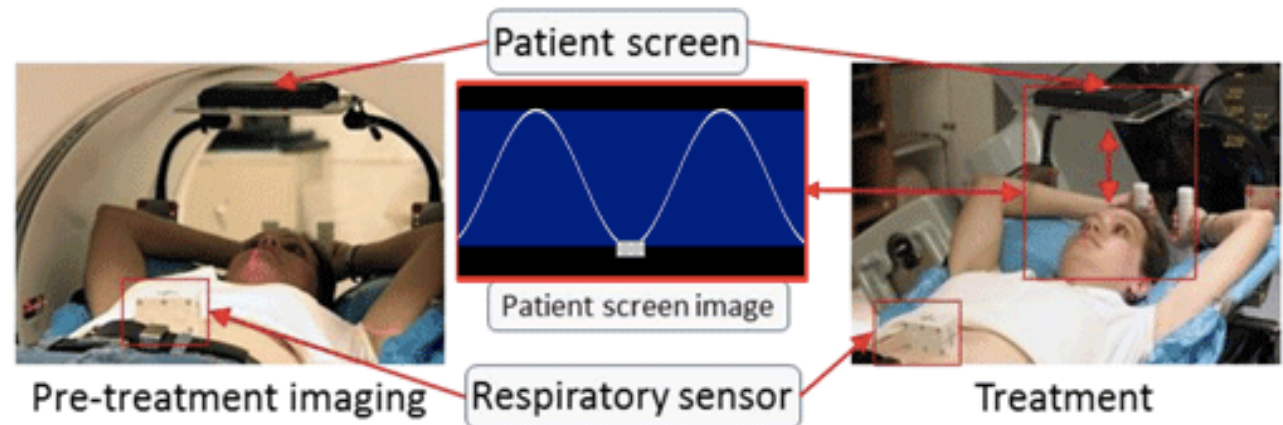 Patient screen
Patient screen image
Pre-treatment imaging
Respiratory sensor
Treatment